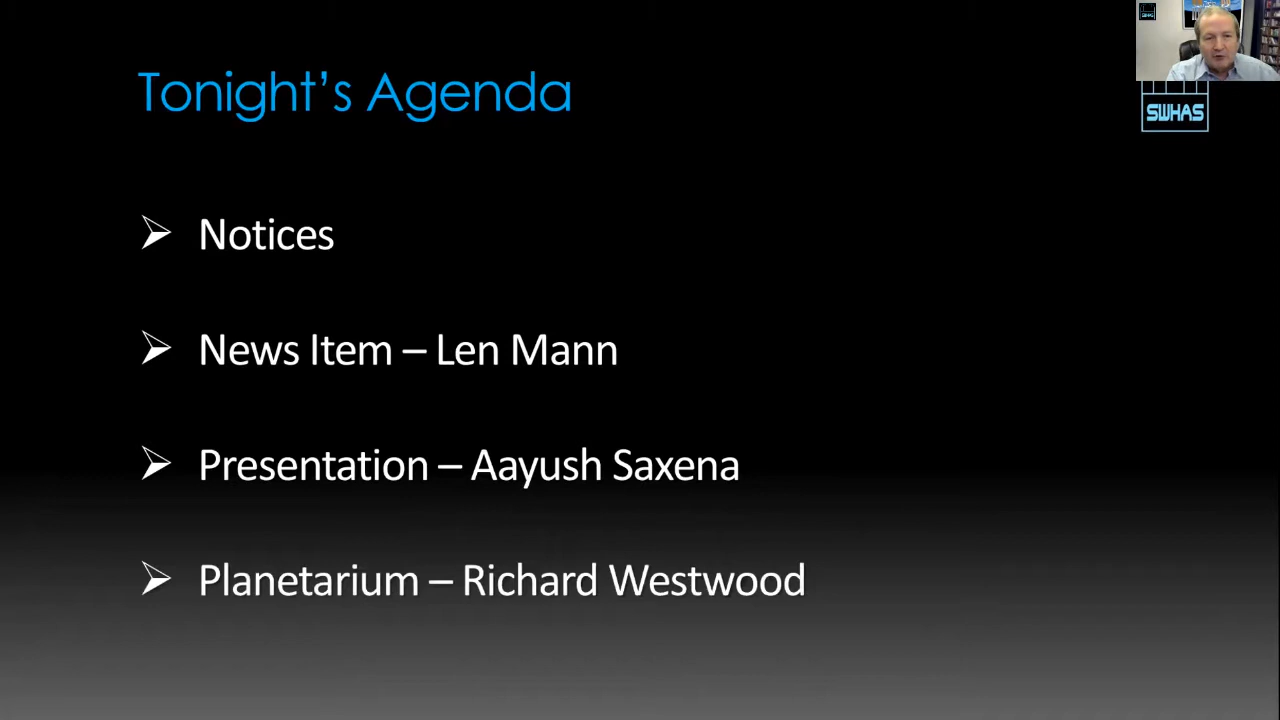 Tonight's Agenda
SWHAS
➢ Notices
➢ News Item – Len Mann
➢ Presentation – Aayush Saxena
➢ Planetarium – Richard Westwood